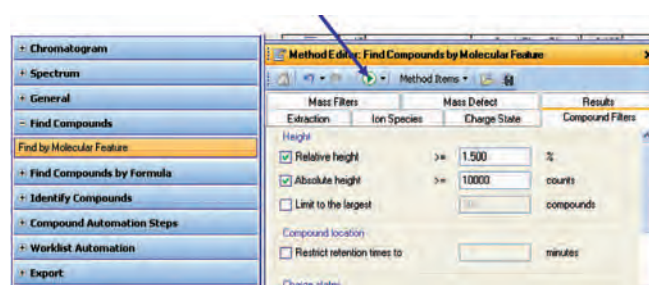 Chromatogram
Spectrum
General
Find Compounds
Find by Molecular Feature
Find Compounds by Formula
Identify Compounds
Compound Automation Steps
Worklist Automation
Export
Method Editor: Find Compounds by Molecular Feature
Method Items
Mass Filters Mass Defect Results
Extraction Ion Species Charge State Compound Filters
Height
Relative height >= 1.500 %
Absolute height >= 10000 counts
Limit to the largest compounds
Compound location
Restrict retention times to minutes